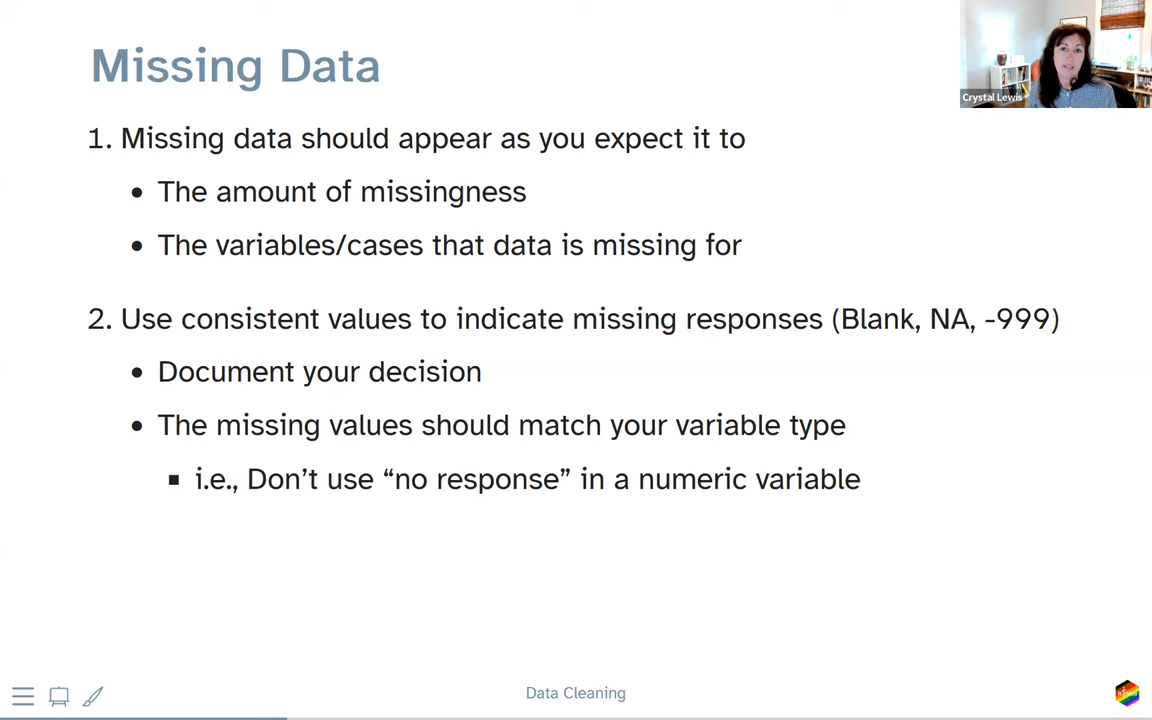 Missing Data
Crystal Lewis
1. Missing data should appear as you expect it to
• The amount of missingness
• The variables/cases that data is missing for
2. Use consistent values to indicate missing responses (Blank, NA, -999)
• Document your decision
• The missing values should match your variable type
▪ i.e., Don’t use “no response” in a numeric variable
Data Cleaning